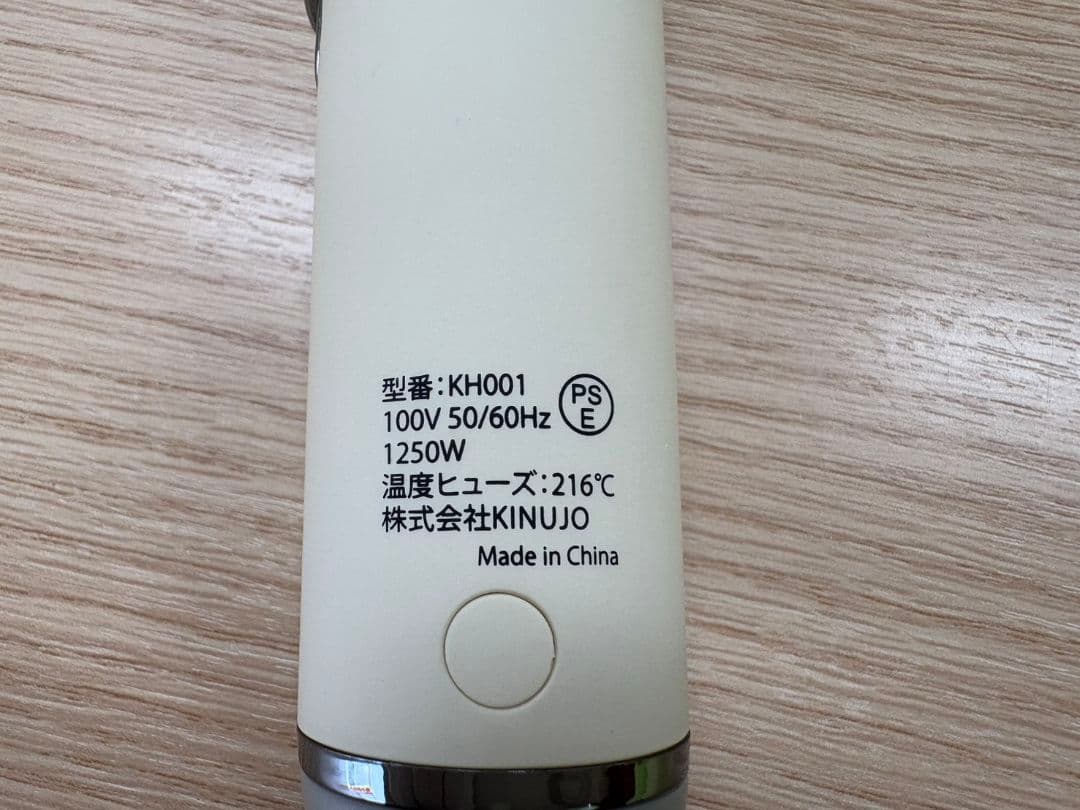 型番：KH001
100V 50/60Hz
PS
E
1250W
温度ヒューズ：216℃
株式会社KINUJO
Made in China